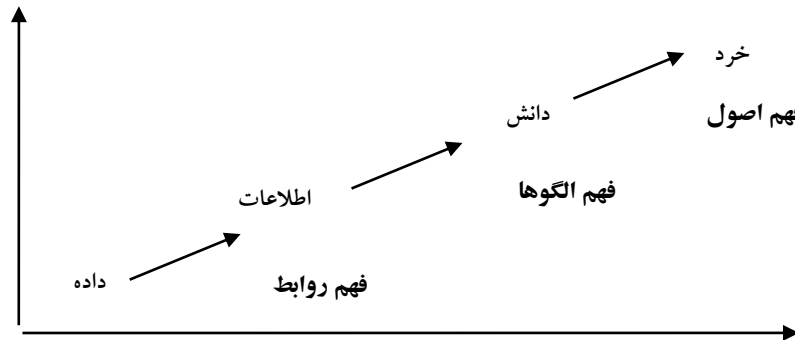 خرد
دانش
فهم اصول
فهم الگوها
اطلاعات
داده
فهم روابط